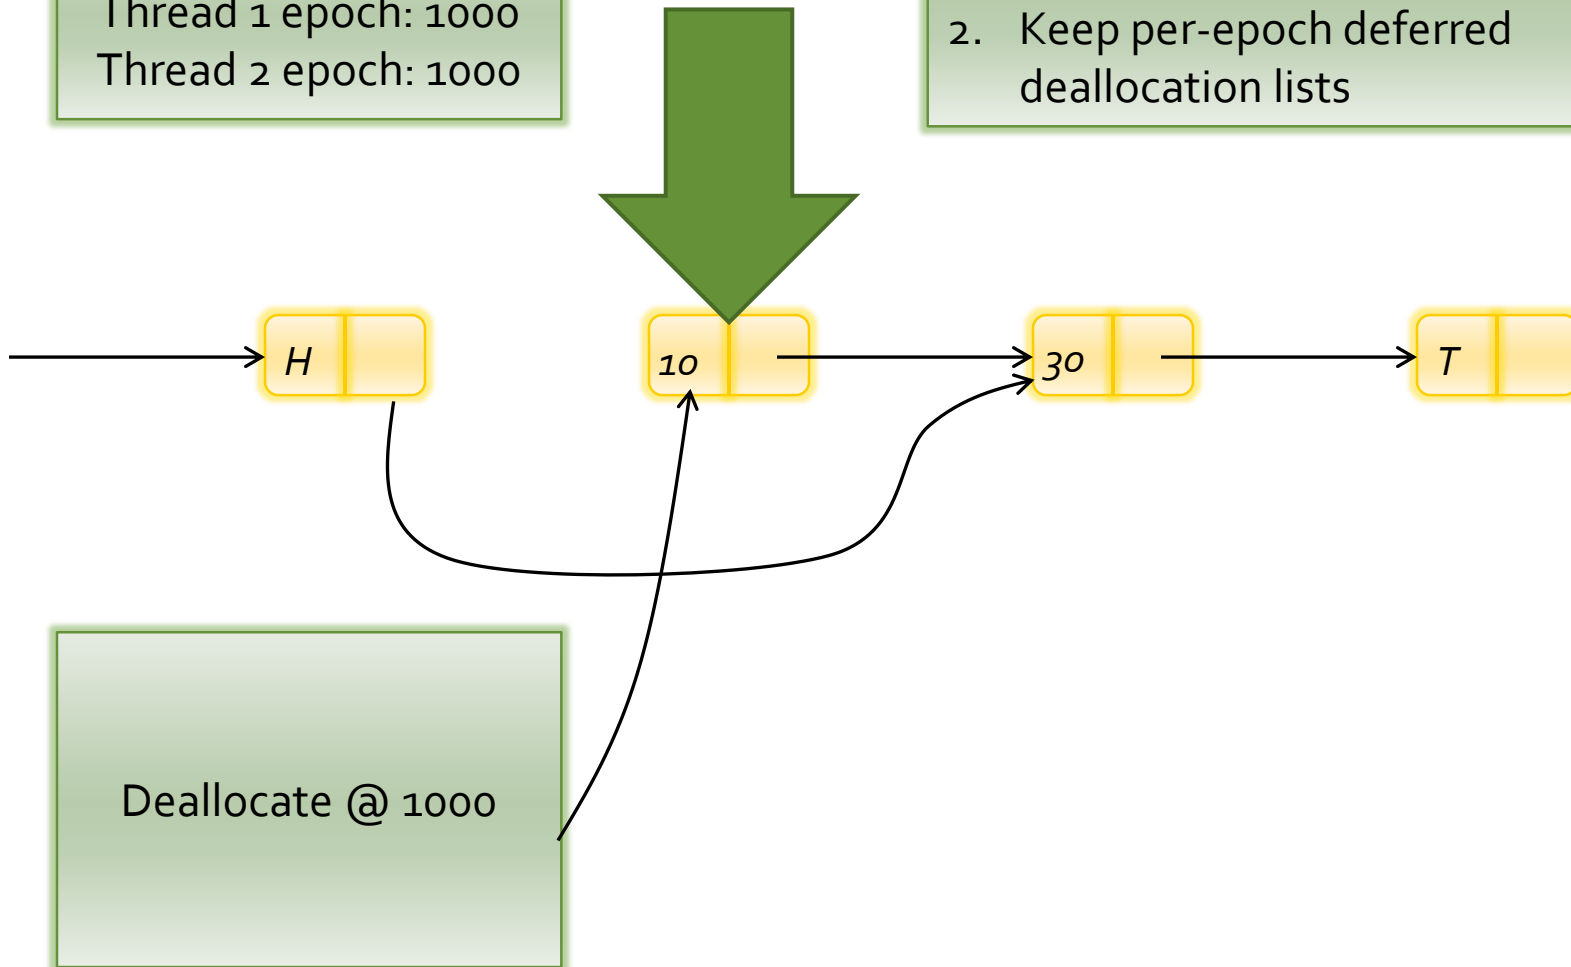 Thread 1 epoch: 1000
Thread 2 epoch: 1000
2. Keep per-epoch deferred
deallocation lists
H
10
30
T
Deallocate @ 1000